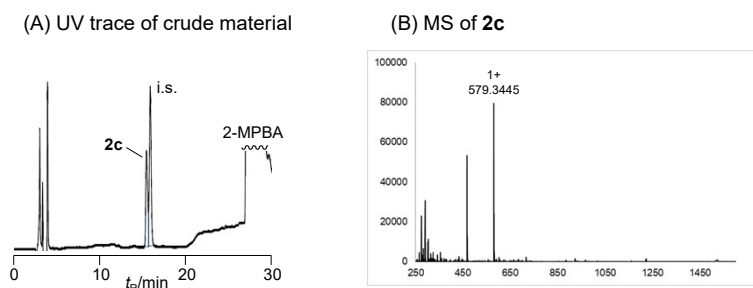 (A) UV trace of crude material
i.s.
2c
2-MPBA
0 10 20 30
tR/min
(B) MS of 2c
100000
80000
60000
40000
20000
0
1+
579.3445
250 450 650 850 1050 1250 1450